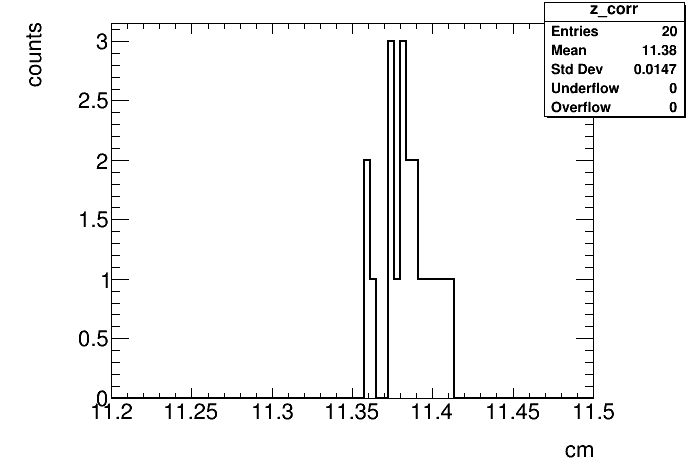 z_corr
Entries 20
Mean 11.38
Std Dev 0.0147
Underflow 0
Overflow 0
counts
3
2.5
2
1.5
1
0.5
0
11.2 11.25 11.3 11.35 11.4 11.45 11.5
cm